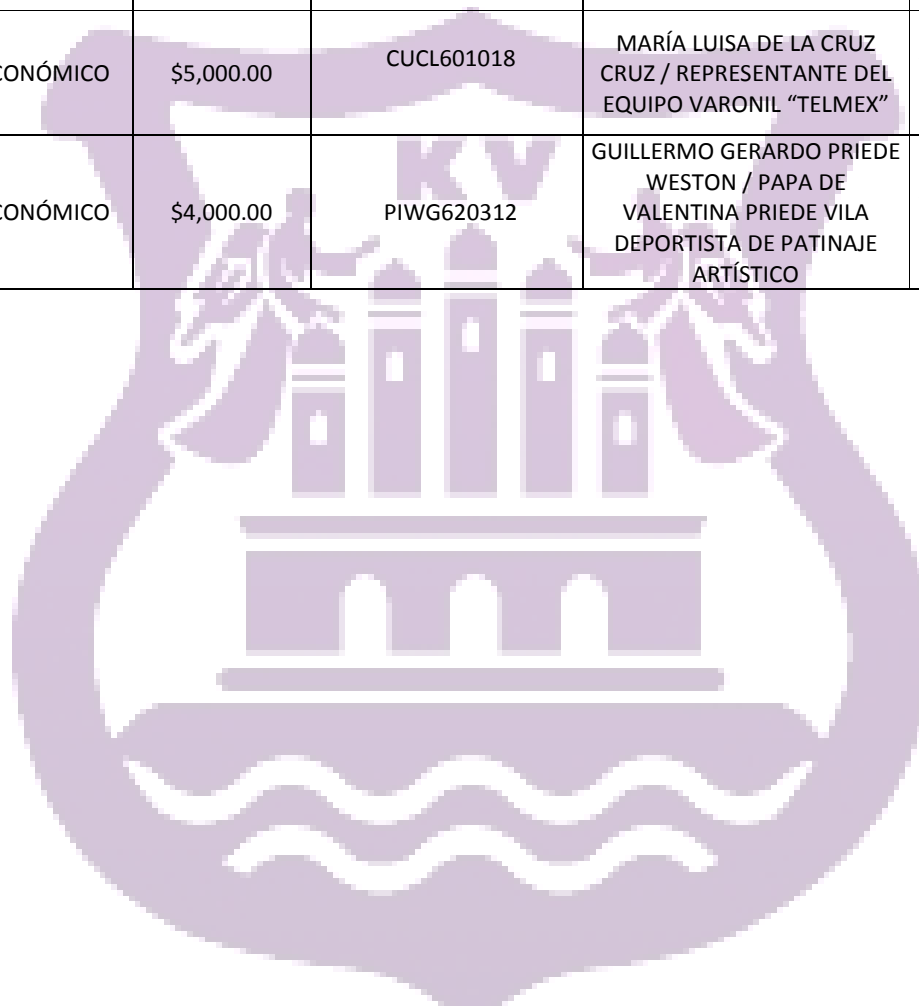 CONÓMICO
$5,000.00
CUCL601018
MARÍA LUISA DE LA CRUZ
CRUZ / REPRESENTANTE DEL
EQUIPO VARONIL “TELMEX”
CONÓMICO
$4,000.00
PIWG620312
GUILLERMO GERARDO PRIEDE
WESTON / PAPA DE
VALENTINA PRIEDE VILA
DEPORTISTA DE PATINAJE
ARTÍSTICO
KV